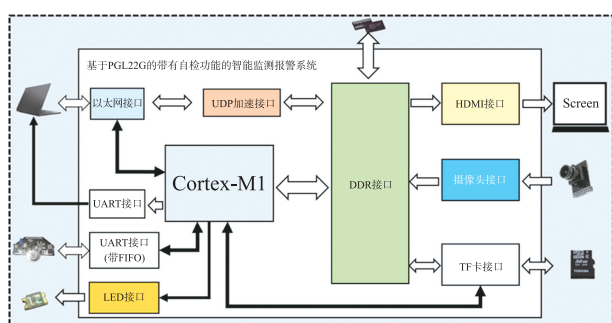 基于PGL22G的带有自检功能的智能监测报警系统
以太网接口
UDP加速接口
HDMI接口
Screen
Cortex-M1
DDR接口
摄像头接口
UART接口
UART接口
(带FIFO)
TF卡接口
LED接口